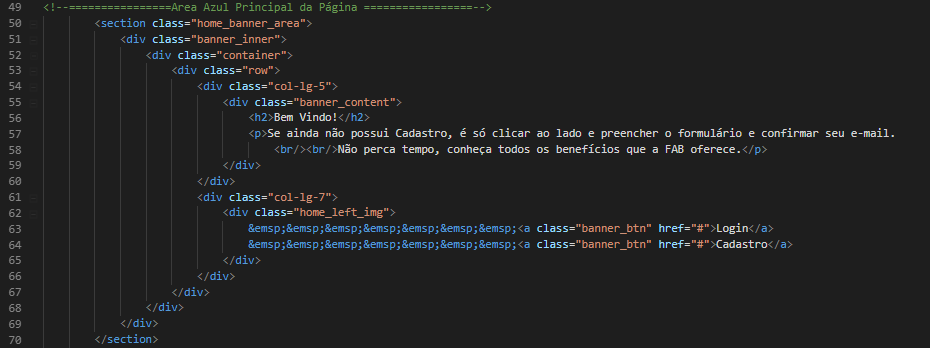 49 <!--================Area Azul Principal da Página =================-->
50 <section class="home_banner_area">
51 <div class="banner_inner">
52 <div class="container">
53 <div class="row">
54 <div class="col-lg-5">
55 <div class="banner_content">
56 <h2>Bem Vindo!</h2>
57 <p>Se ainda não possui Cadastro, é só clicar ao lado e preencher o formulário e confirmar seu e-mail.
58 <br/><br/>Não perca tempo, conheça todos os benefícios que a FAB oferece.</p>
59 </div>
60 </div>
61 <div class="col-lg-7">
62 <div class="home_left_img">
63 &emsp;&emsp;&emsp;&emsp;&emsp;&emsp;&emsp;<a class="banner_btn" href="#">Login</a>
64 &emsp;&emsp;&emsp;&emsp;&emsp;&emsp;&emsp;<a class="banner_btn" href="#">Cadastro</a>
65 </div>
66 </div>
67 </div>
68 </div>
69 </div>
70 </section>